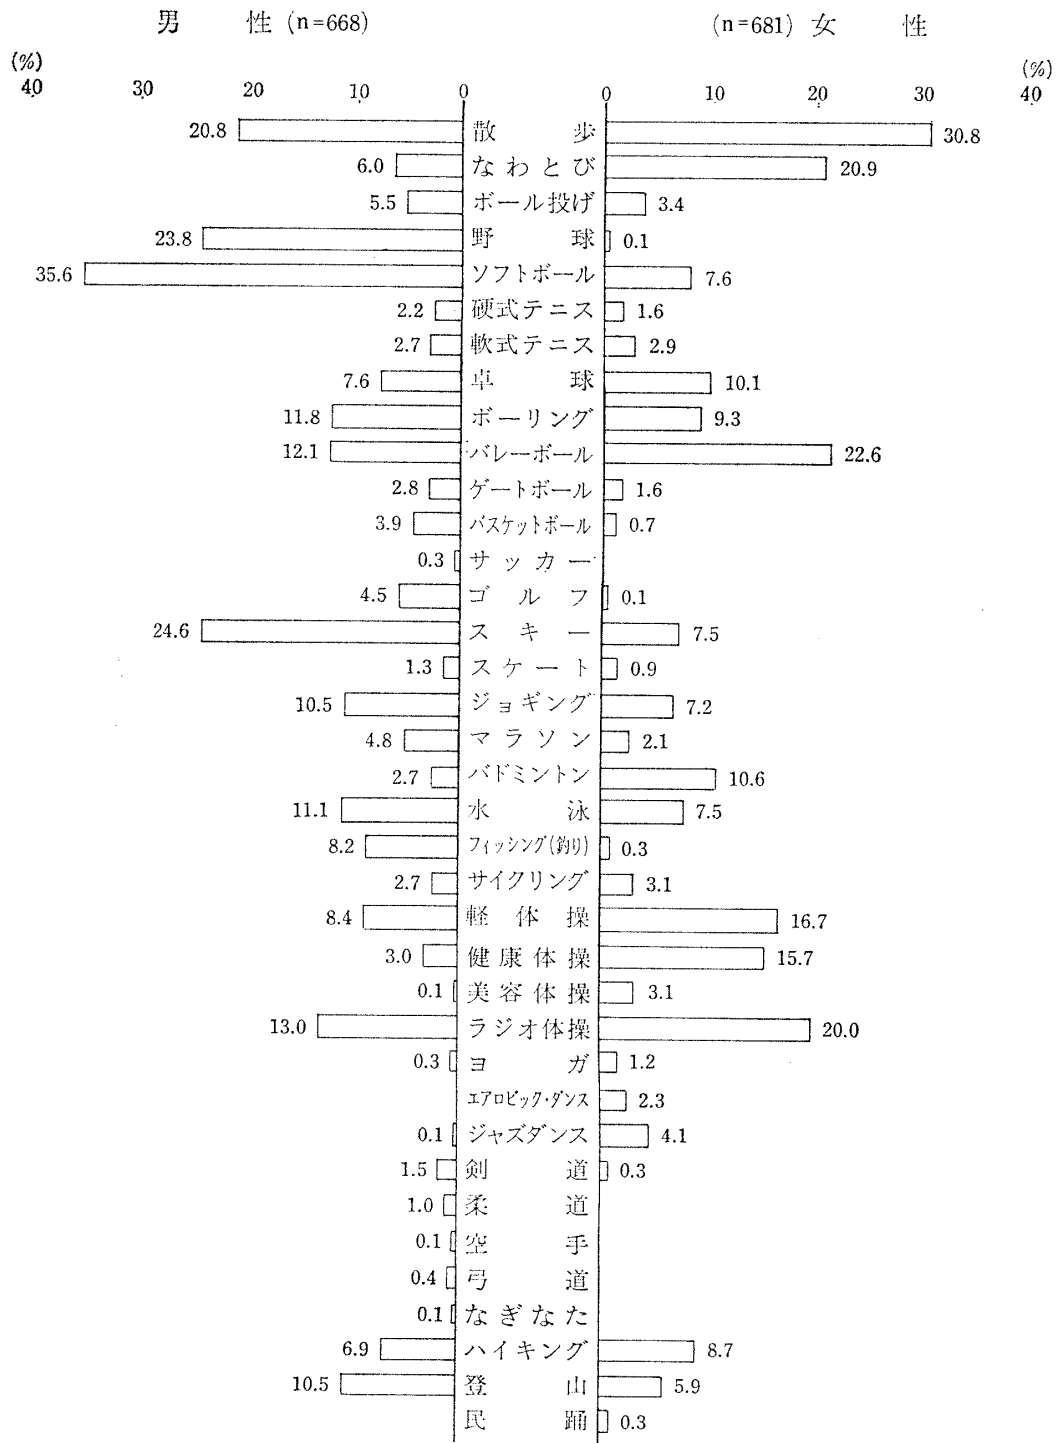 男 性 (n=668) (n=681) 女 性
(%) (%)
40 30 20 10 0 0 10 20 30 40
20.8 散歩 30.8
6.0 なわとび 20.9
5.5 ボール投げ 3.4
23.8 野球 0.1
35.6 ソフトボール 7.6
2.2 硬式テニス 1.6
2.7 軟式テニス 2.9
7.6 卓球 10.1
11.8 ボーリング 9.3
12.1 バレーボール 22.6
2.8 ゲートボール 1.6
3.9 バスケットボール 0.7
0.3 サッカー
4.5 ゴルフ 0.1
24.6 スキー 7.5
1.3 スケート 0.9
10.5 ジョギング 7.2
4.8 マラソン 2.1
2.7 バドミントン 10.6
11.1 水泳 7.5
8.2 フィッシング(釣り) 0.3
2.7 サイクリング 3.1
8.4 軽体操 16.7
3.0 健康体操 15.7
0.1 美容体操 3.1
13.0 ラジオ体操 20.0
0.3 ヨガ 1.2
エアロビック・ダンス 2.3
0.1 ジャズダンス 4.1
1.5 剣道 0.3
1.0 柔道
0.1 空手
0.4 弓道
0.1 なぎなた
6.9 ハイキング 8.7
10.5 登山 5.9
民踊 0.3